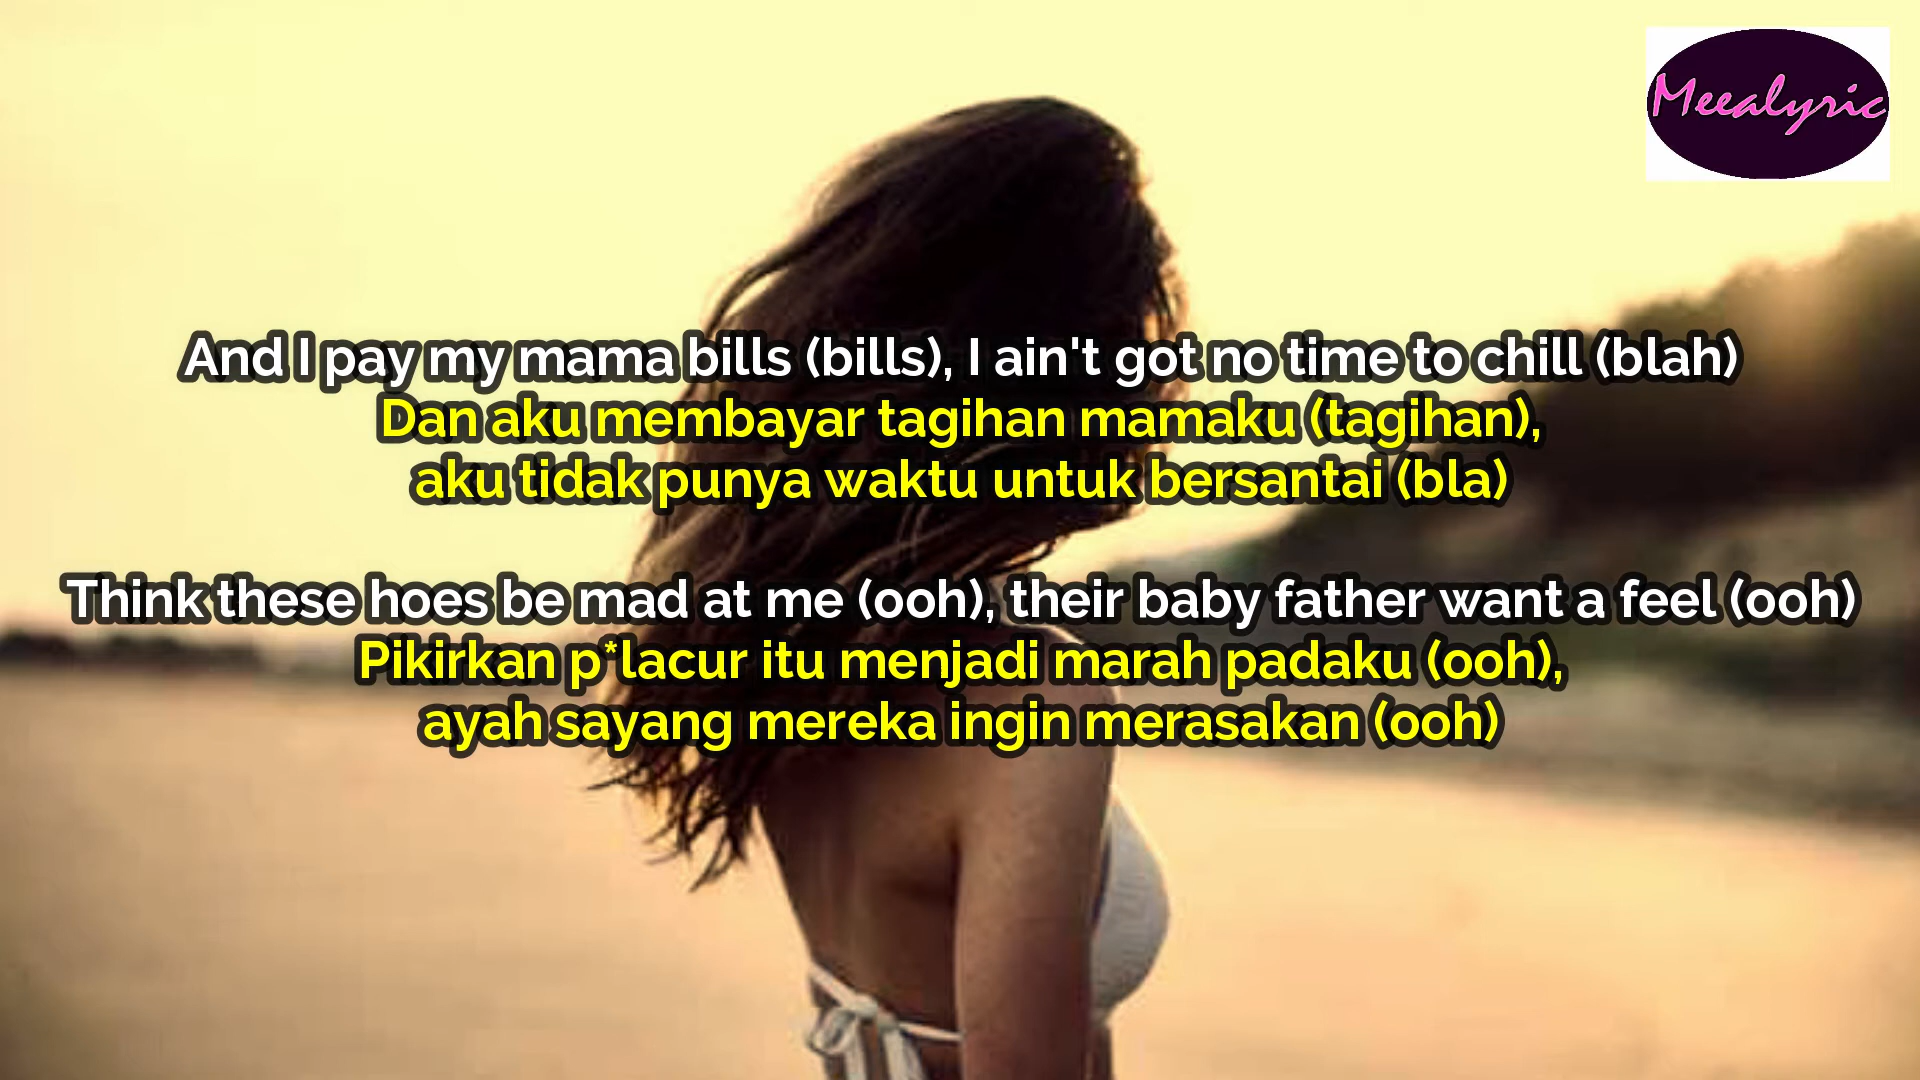 Meealyric
And I pay my mama bills (bills), I ain't got no time to chill (blah)
Dan aku membayar tagihan mamaku (tagihan),
aku tidak punya waktu untuk bersantai (bla)
Think these hoes be mad at me (ooh), their baby father want a feel (ooh)
Pikirkan p*lacur itu menjadi marah padaku (ooh),
ayah sayang mereka ingin merasakan (ooh)